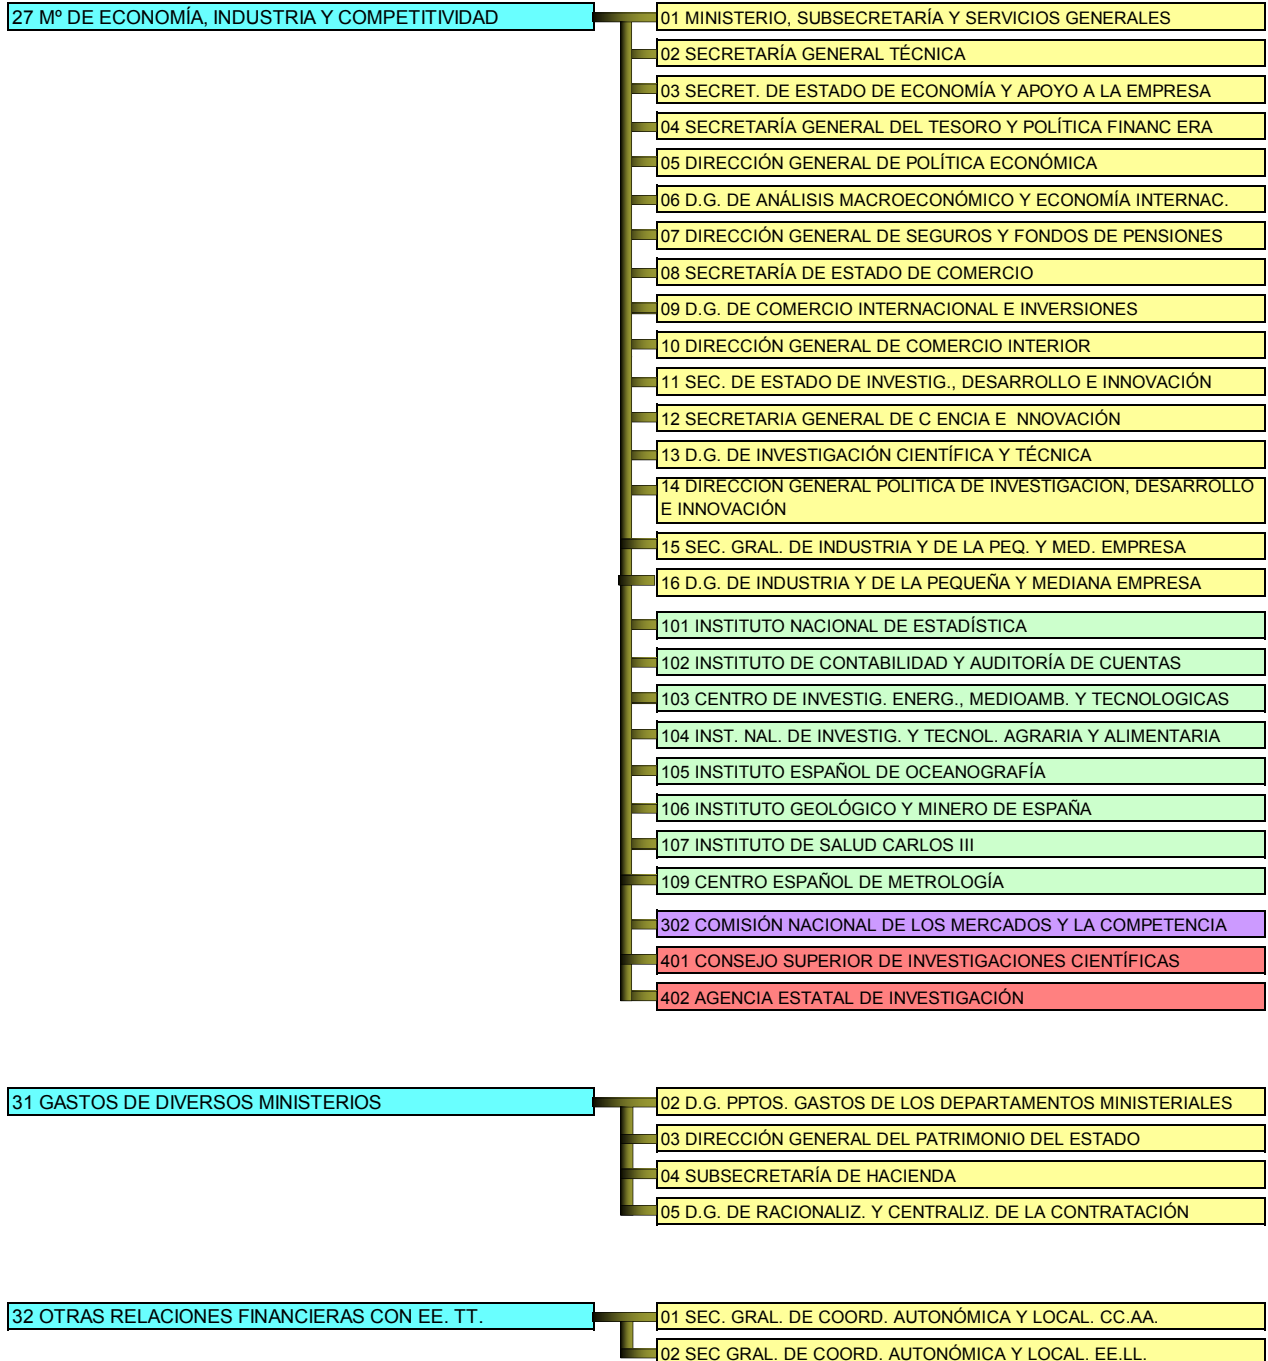 27 Mº DE ECONOMÍA, INDUSTRIA Y COMPETITIVIDAD
01 MINISTERIO, SUBSECRETARÍA Y SERVICIOS GENERALES
02 SECRETARÍA GENERAL TÉCNICA
03 SECRET. DE ESTADO DE ECONOMÍA Y APOYO A LA EMPRESA
04 SECRETARÍA GENERAL DEL TESORO Y POLÍTICA FINANC ERA
05 DIRECCIÓN GENERAL DE POLÍTICA ECONÓMICA
06 D.G. DE ANÁLISIS MACROECONÓMICO Y ECONOMÍA INTERNAC.
07 DIRECCIÓN GENERAL DE SEGUROS Y FONDOS DE PENSIONES
08 SECRETARÍA DE ESTADO DE COMERCIO
09 D.G. DE COMERCIO INTERNACIONAL E INVERSIONES
10 DIRECCIÓN GENERAL DE COMERCIO INTERIOR
11 SEC. DE ESTADO DE INVESTIG., DESARROLLO E INNOVACIÓN
12 SECRETARIA GENERAL DE C ENCIA E  NNOVACIÓN
13 D.G. DE INVESTIGACIÓN CIENTÍFICA Y TÉCNICA
14 DIRECCIÓN GENERAL POLÍTICA DE INVESTIGACIÓN, DESARROLLO
E INNOVACIÓN
15 SEC. GRAL. DE INDUSTRIA Y DE LA PEQ. Y MED. EMPRESA
16 D.G. DE INDUSTRIA Y DE LA PEQUEÑA Y MEDIANA EMPRESA
101 INSTITUTO NACIONAL DE ESTADÍSTICA
102 INSTITUTO DE CONTABILIDAD Y AUDITORÍA DE CUENTAS
103 CENTRO DE INVESTIG. ENERG., MEDIOAMB. Y TECNOLOGICAS
104 INST. NAL. DE INVESTIG. Y TECNOL. AGRARIA Y ALIMENTARIA
105 INSTITUTO ESPAÑOL DE OCEANOGRAFÍA
106 INSTITUTO GEOLÓGICO Y MINERO DE ESPAÑA
107 INSTITUTO DE SALUD CARLOS III
109 CENTRO ESPAÑOL DE METROLOGÍA
302 COMISIÓN NACIONAL DE LOS MERCADOS Y LA COMPETENCIA
401 CONSEJO SUPERIOR DE INVESTIGACIONES CIENTÍFICAS
402 AGENCIA ESTATAL DE INVESTIGACIÓN
31 GASTOS DE DIVERSOS MINISTERIOS
02 D.G. PPTOS. GASTOS DE LOS DEPARTAMENTOS MINISTERIALES
03 DIRECCIÓN GENERAL DEL PATRIMONIO DEL ESTADO
04 SUBSECRETARÍA DE HACIENDA
05 D.G. DE RACIONALIZ. Y CENTRALIZ. DE LA CONTRATACIÓN
32 OTRAS RELACIONES FINANCIERAS CON EE. TT.
01 SEC. GRAL. DE COORD. AUTONÓMICA Y LOCAL. CC.AA.
02 SEC GRAL. DE COORD. AUTONÓMICA Y LOCAL. EE.LL.